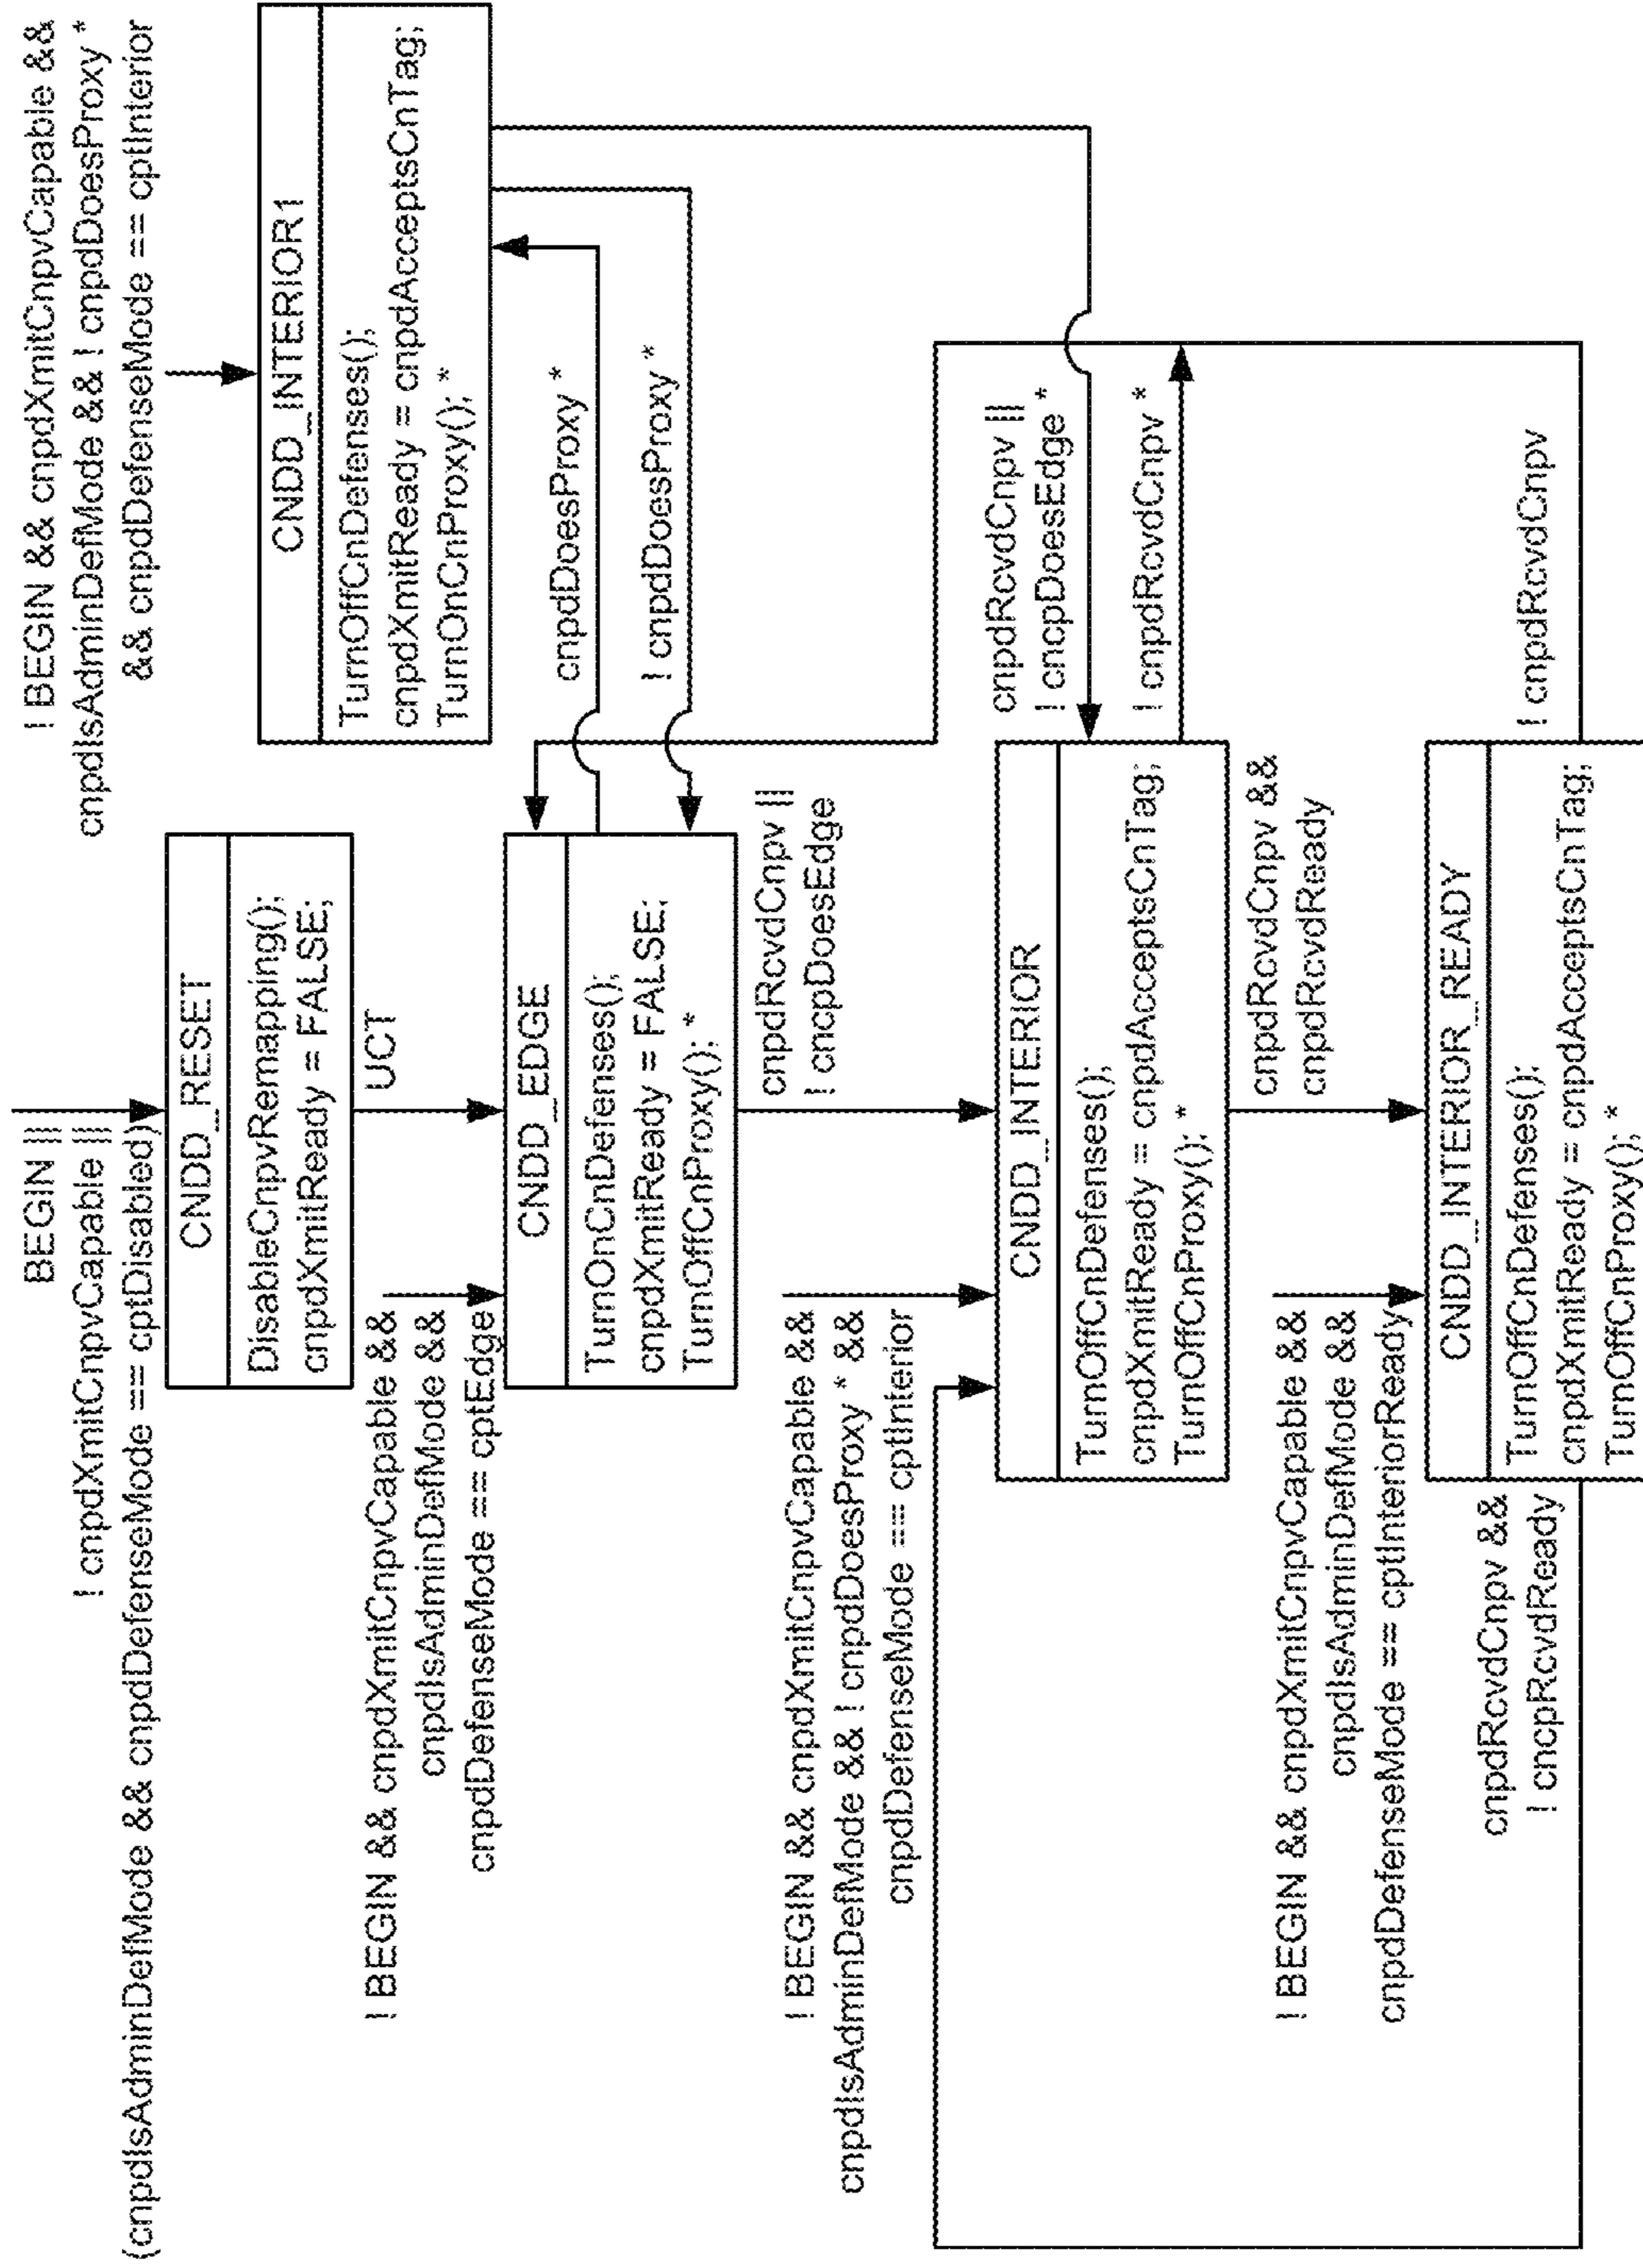 BEGIN ||
! cnpdXmitCnpvCapable ||
(cnpdIsAdminDefMode && cnpdDefenseMode == cptDisabled)
CNDD_RESET
DisableCnpvRemapping();
cnpdXmitReady = FALSE;
UCT
! BEGIN && cnpdXmitCnpvCapable &&
cnpdIsAdminDefMode &&
cnpdDefenseMode == cptEdge
CNDD_EDGE
TurnOnCnDefenses();
cnpdXmitReady = FALSE;
TurnOffCnProxy(); *
cnpdRcvdCnpv ||
! cncpDoesEdge
! BEGIN && cnpdXmitCnpvCapable &&
cnpdIsAdminDefMode && ! cnpdDoesProxy * &&
cnpdDefenseMode == cptInterior
CNDD_INTERIOR
TurnOffCnDefenses();
cnpdXmitReady = cnpdAcceptsCnTag;
TurnOffCnProxy(); *
cnpdRcvdCnpv &&
cnpdRcvdReady
! BEGIN && cnpdXmitCnpvCapable &&
cnpdIsAdminDefMode &&
cnpdDefenseMode == cptInteriorReady
CNDD_INTERIOR_READY
TurnOffCnDefenses();
cnpdXmitReady = cnpdAcceptsCnTag;
TurnOffCnProxy(); *
cnpdRcvdCnpv &&
! cncpRcvdReady
! BEGIN && cnpdXmitCnpvCapable &&
cnpdIsAdminDefMode && ! cnpdDoesProxy *
&& cnpdDefenseMode == cptInterior
CNDD_INTERIOR1
TurnOffCnDefenses();
cnpdXmitReady = cnpdAcceptsCnTag;
TurnOnCnProxy(); *
cnpdDoesProxy *
! cnpdDoesProxy *
cnpdRcvdCnpv ||
! cncpDoesEdge *
! cnpdRcvdCnpv *
! cnpdRcvdCnpv